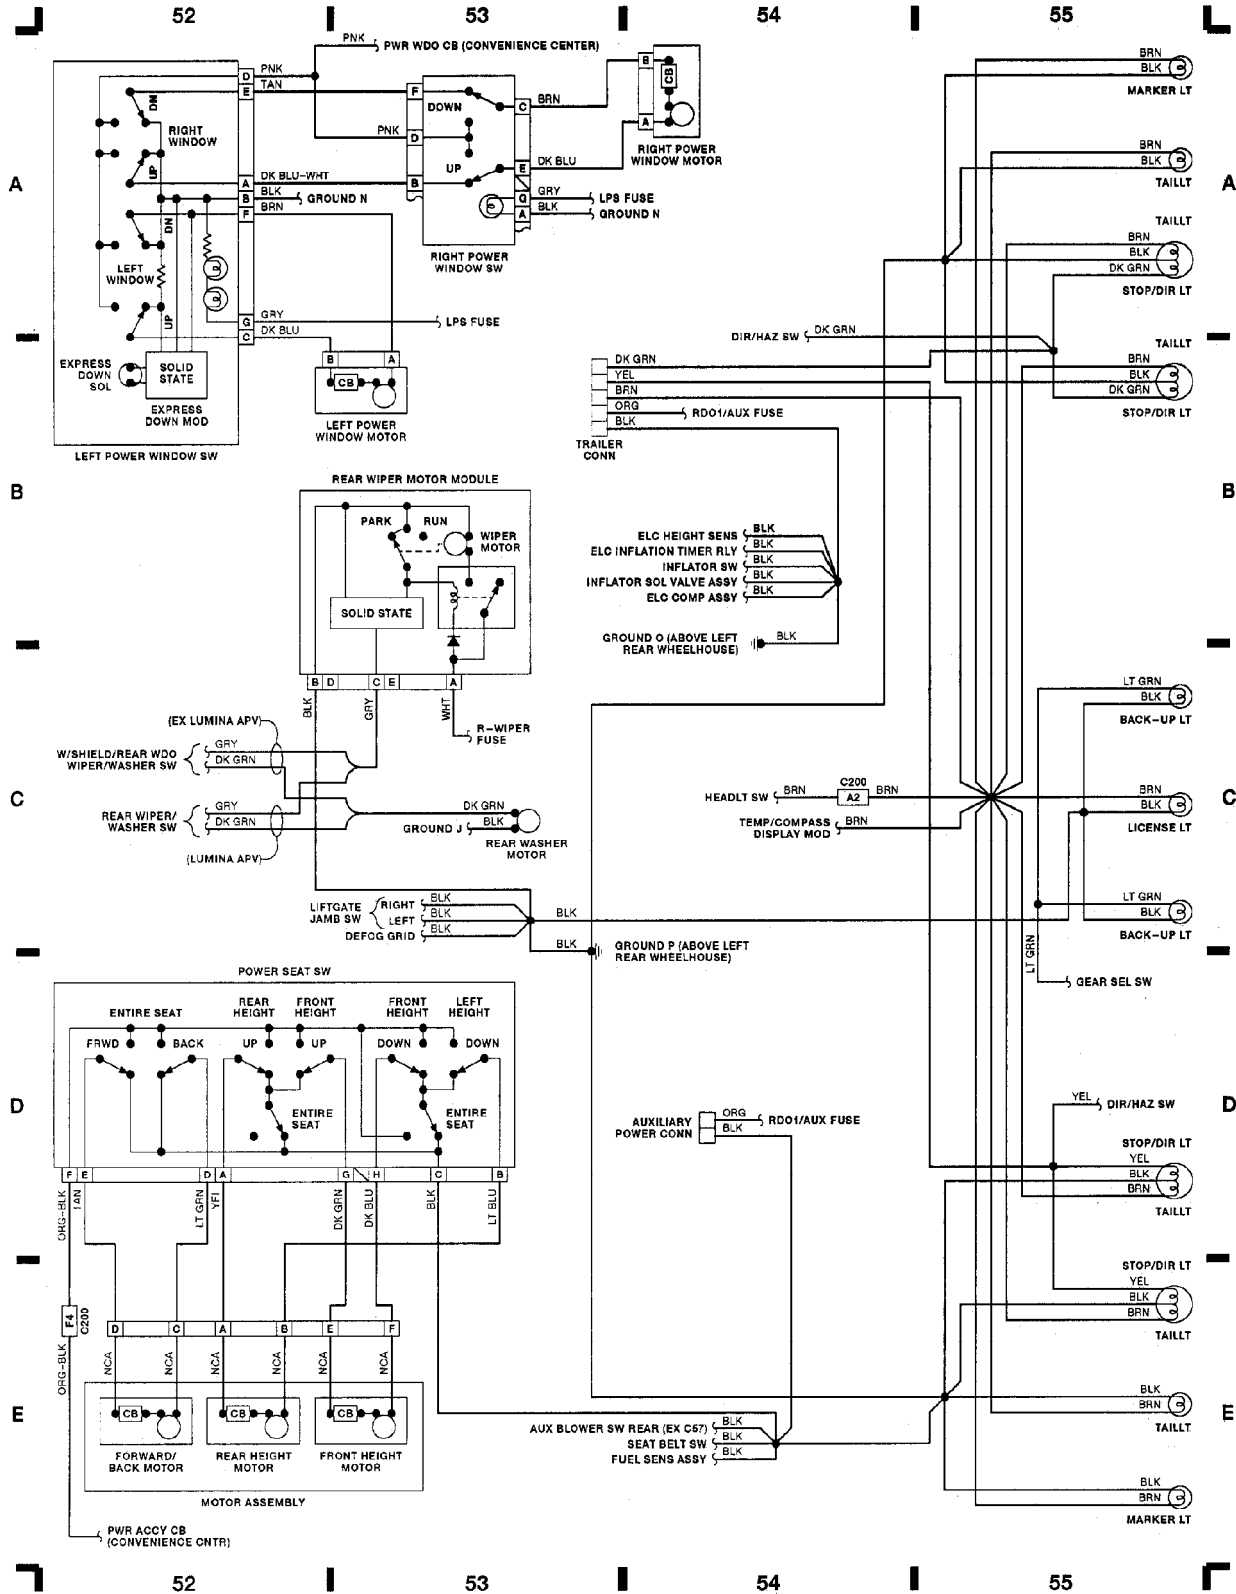 52 53 54 55
PNK PWR WDO CB (CONVENIENCE CENTER)
D PNK
E TAN
DN
RIGHT
WINDOW
UP
A DK BLU-WHT
B BLK GROUND N
F BRN
DN
LEFT
WINDOW
UP
G GRY LPS FUSE
C DK BLU
EXPRESS
DOWN
SOL
SOLID
STATE
EXPRESS
DOWN MOD
LEFT POWER WINDOW SW
B A
CB
LEFT POWER
WINDOW MOTOR
F DOWN C BRN
PNK D
UP E DK BLU
B
G GRY LPS FUSE
A BLK GROUND N
RIGHT POWER
WINDOW SW
B
CB
A
RIGHT POWER
WINDOW MOTOR
A A
BRN
BLK
MARKER LT
BRN
BLK
TAILLT
TAILLT
BRN
BLK
DK GRN
STOP/DIR LT
DIR/HAZ SW DK GRN
TAILLT
BRN
BLK
DK GRN
STOP/DIR LT
DK GRN
YEL
BRN
ORG RDO1/AUX FUSE
BLK
TRAILER
CONN
B B
REAR WIPER MOTOR MODULE
PARK RUN
WIPER
MOTOR
SOLID STATE
B D C E A
BLK
GRY
WHT
R-WIPER
FUSE
ELC HEIGHT SENS BLK
ELC INFLATION TIMER RLY BLK
INFLATOR SW BLK
INFLATOR SOL VALVE ASSY BLK
ELC COMP ASSY BLK
GROUND O (ABOVE LEFT
REAR WHEELHOUSE)
BLK
LT GRN
BLK
BACK-UP LT
(EX LUMINA APV)
W/SHIELD/REAR WDO
WIPER/WASHER SW
GRY
DK GRN
C C
REAR WIPER/
WASHER SW
GRY
DK GRN
(LUMINA APV)
DK GRN
GROUND J BLK
REAR WASHER
MOTOR
C200
HEADLT SW BRN A2 BRN
TEMP/COMPASS
DISPLAY MOD
BRN
BRN
BLK
LICENSE LT
LIFTGATE
JAMB SW
RIGHT BLK
LEFT BLK
DEFOG GRID BLK
BLK
BLK
GROUND P (ABOVE LEFT
REAR WHEELHOUSE)
LT GRN
BLK
BACK-UP LT
LT GRN
GEAR SEL SW
POWER SEAT SW
ENTIRE SEAT
REAR
HEIGHT
FRONT
HEIGHT
FRONT
HEIGHT
LEFT
HEIGHT
FRWD BACK UP UP DOWN DOWN
ENTIRE
SEAT
ENTIRE
SEAT
D D
F E D A G H C B
ORG-BLK
LT GRN
DK GRN
DK BLU
BLK
LT BLU
AUXILIARY
POWER CONN
ORG RDO1/AUX FUSE
BLK
YEL DIR/HAZ SW
STOP/DIR LT
YEL
BLK
BRN
TAILLT
STOP/DIR LT
YEL
BLK
BRN
TAILLT
F4
C200
ORG-BLK
D C A B E F
NCA NCA NCA NCA NCA NCA
CB CB CB
FORWARD/
BACK MOTOR
REAR HEIGHT
MOTOR
FRONT HEIGHT
MOTOR
MOTOR ASSEMBLY
PWR ACCY CB
(CONVENIENCE CNTR)
E E
AUX BLOWER SW REAR (EX C67) BLK
SEAT BELT SW BLK
FUEL SENS ASSY BLK
BLK
BRN
TAILLT
BLK
BRN
MARKER LT
52 53 54 55